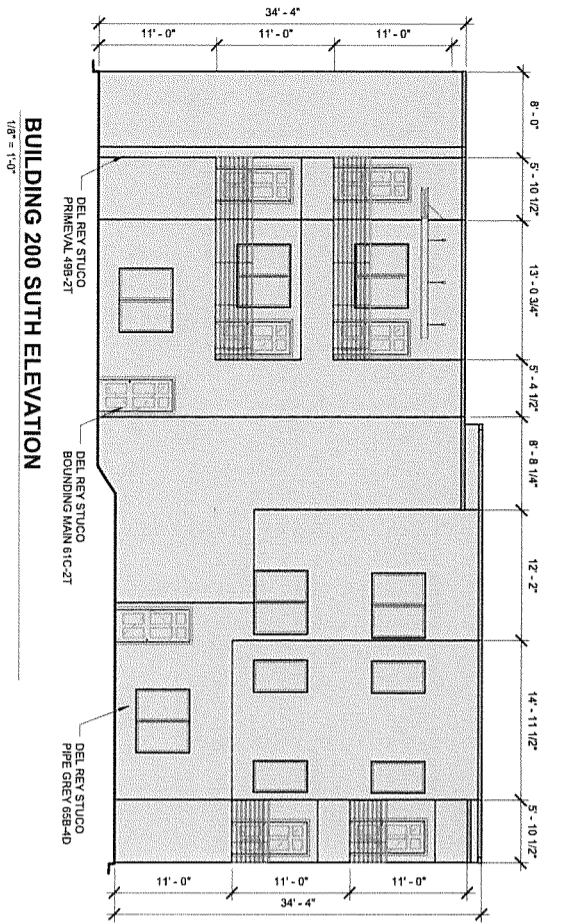 34' - 4"
11' - 0"
11' - 0"
11' - 0"
8' - 0"
5' - 10 1/2"
13' - 0 3/4"
5' - 4 1/2"
8' - 8 1/4"
12' - 2"
14' - 11 1/2"
5' - 10 1/2"
11' - 0"
11' - 0"
11' - 0"
34' - 4"
DEL REY STUCO
PRIMEVAL 49B-2T
DEL REY STUCO
BOUNDING MAIN 61C-2T
DEL REY STUCO
PIPE GREY 65B-4D
BUILDING 200 SUTH ELEVATION
1/8" = 1'-0"